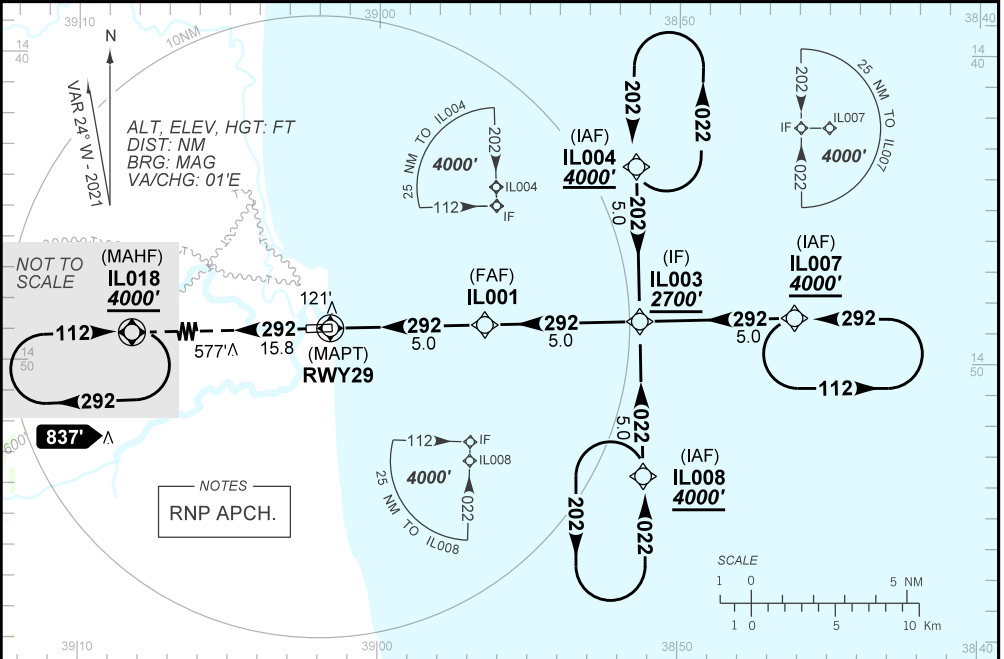 39 10
39 00
38 50
38 40
14 40
14 40
10NM
N
VAR 24° W - 2021
ALT, ELEV, HGT: FT
DIST: NM
BRG: MAG
VA/CHG: 01'E
25 NM TO IL004
4000'
202
IL004
112
IF
202
022
(IAF)
IL004
4000'
202
5.0
25 NM TO IL007
202
IF
IL007
4000'
022
NOT TO
SCALE
(MAHF)
IL018
4000'
112
292
577'
292
15.8
121'
(MAPT)
RWY29
292
5.0
(FAF)
IL001
292
5.0
(IF)
IL003
2700'
292
5.0
(IAF)
IL007
4000'
292
112
14 50
14 50
837'
600'
NOTES
RNP APCH.
112
IF
IL008
4000'
022
25 NM TO IL008
022
5.0
(IAF)
IL008
4000'
202
022
SCALE
1 0 5 NM
1 0 5 10 Km
39 10
39 00
38 50
38 40